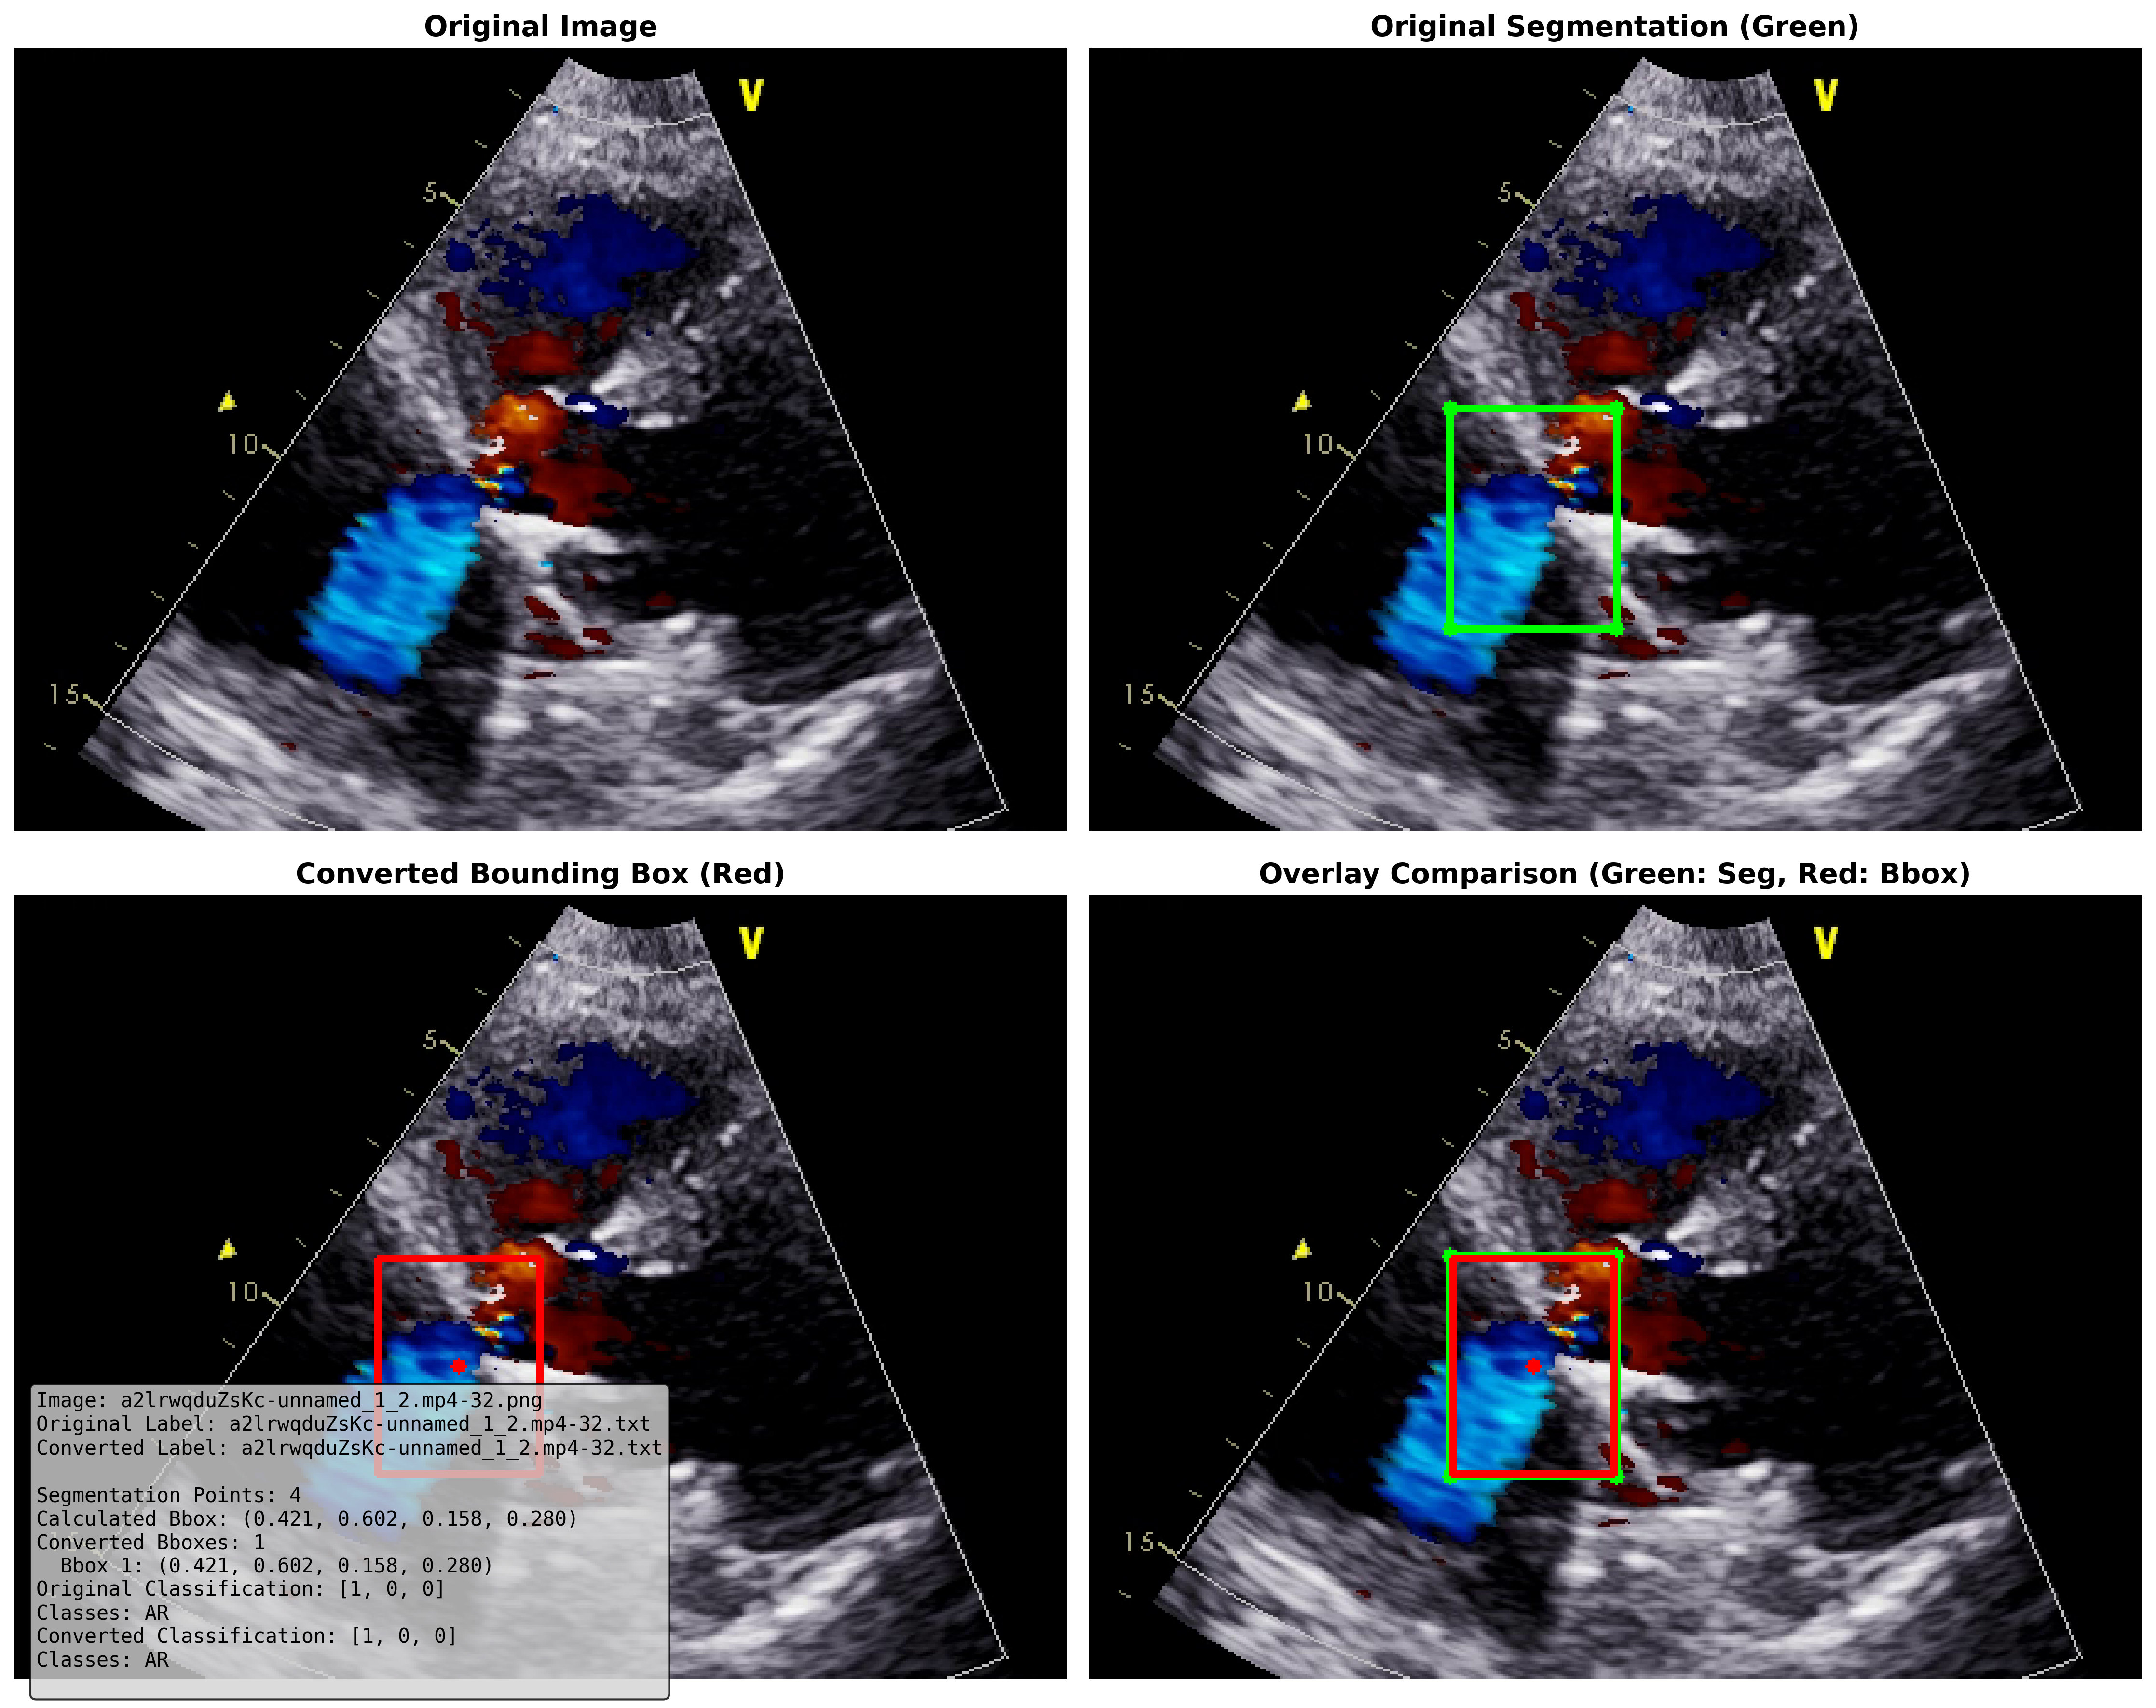 Original Image
Original Segmentation (Green)
V
5
10
15
V
5
10
15
Converted Bounding Box (Red)
Overlay Comparison (Green: Seg, Red: Bbox)
V
5
10
Image: a2lrwqduZsKc-unnamed_1_2.mp4-32.png
Original Label: a2lrwqduZsKc-unnamed_1_2.mp4-32.txt
Converted Label: a2lrwqduZsKc-unnamed_1_2.mp4-32.txt
Segmentation Points: 4
Calculated Bbox: (0.421, 0.602, 0.158, 0.280)
Converted Bboxes: 1
Bbox 1: (0.421, 0.602, 0.158, 0.280)
Original Classification: [1, 0, 0]
Classes: AR
Converted Classification: [1, 0, 0]
Classes: AR
V
5
10
15